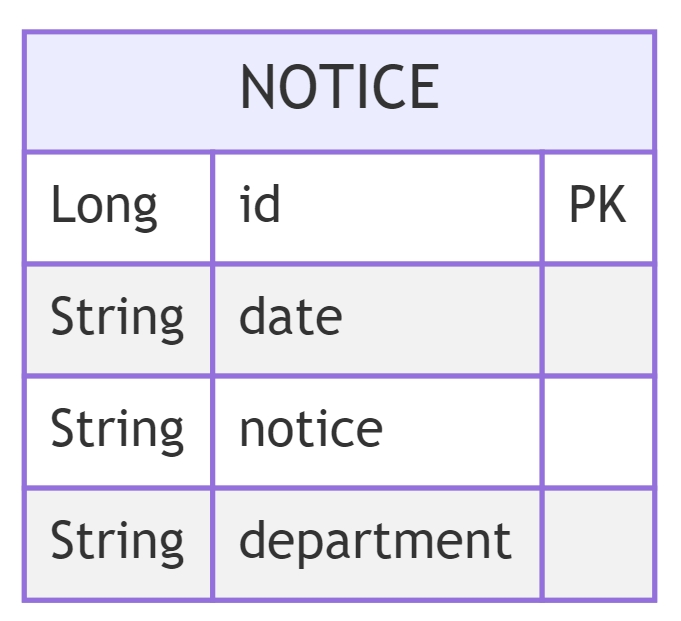 NOTICE
Long id PK
String date
String notice
String department